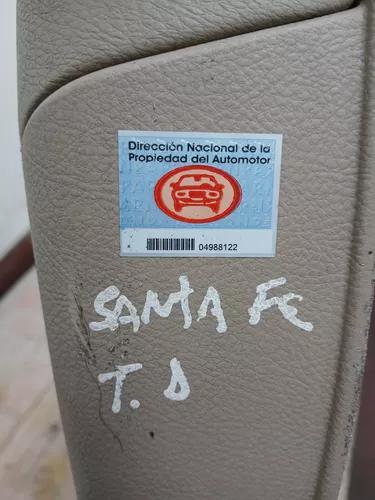 Dirección Nacional de la
Propiedad del Automotor
04988122
SANTA FE
T.D